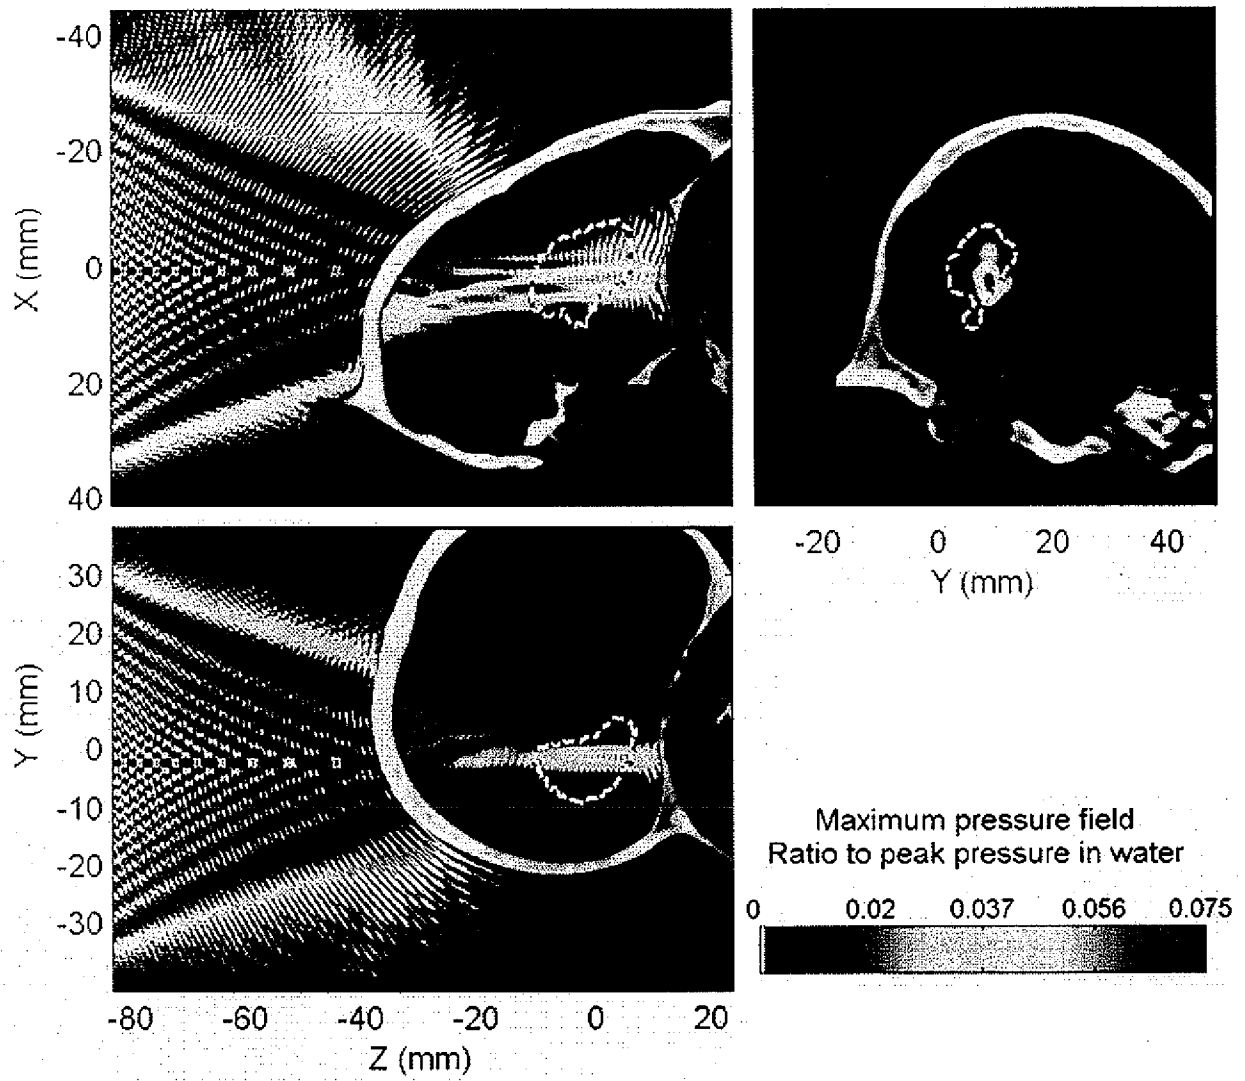 -40
-20
0
20
40
X (mm)
-20 0 20 40
Y (mm)
30
20
10
0
-10
-20
-30
Y (mm)
-80 -60 -40 -20 0 20
Z (mm)
Maximum pressure field
Ratio to peak pressure in water
0 0.02 0.037 0.056 0.075